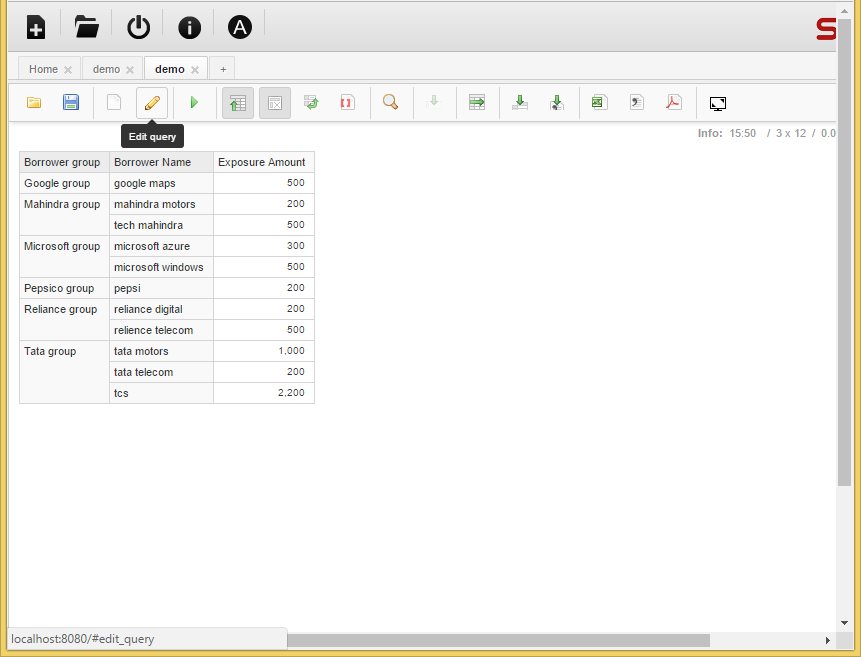 S
Home × demo × demo × +
Edit query
Info: 15:50 / 3 x 12 / 0.0
Borrower group Borrower Name Exposure Amount
Google group google maps 500
Mahindra group mahindra motors 200
tech mahindra 500
Microsoft group microsoft azure 300
microsoft windows 500
Pepsico group pepsi 200
Reliance group reliance digital 200
relience telecom 500
Tata group tata motors 1,000
tata telecom 200
tcs 2,200
localhost:8080/#edit_query